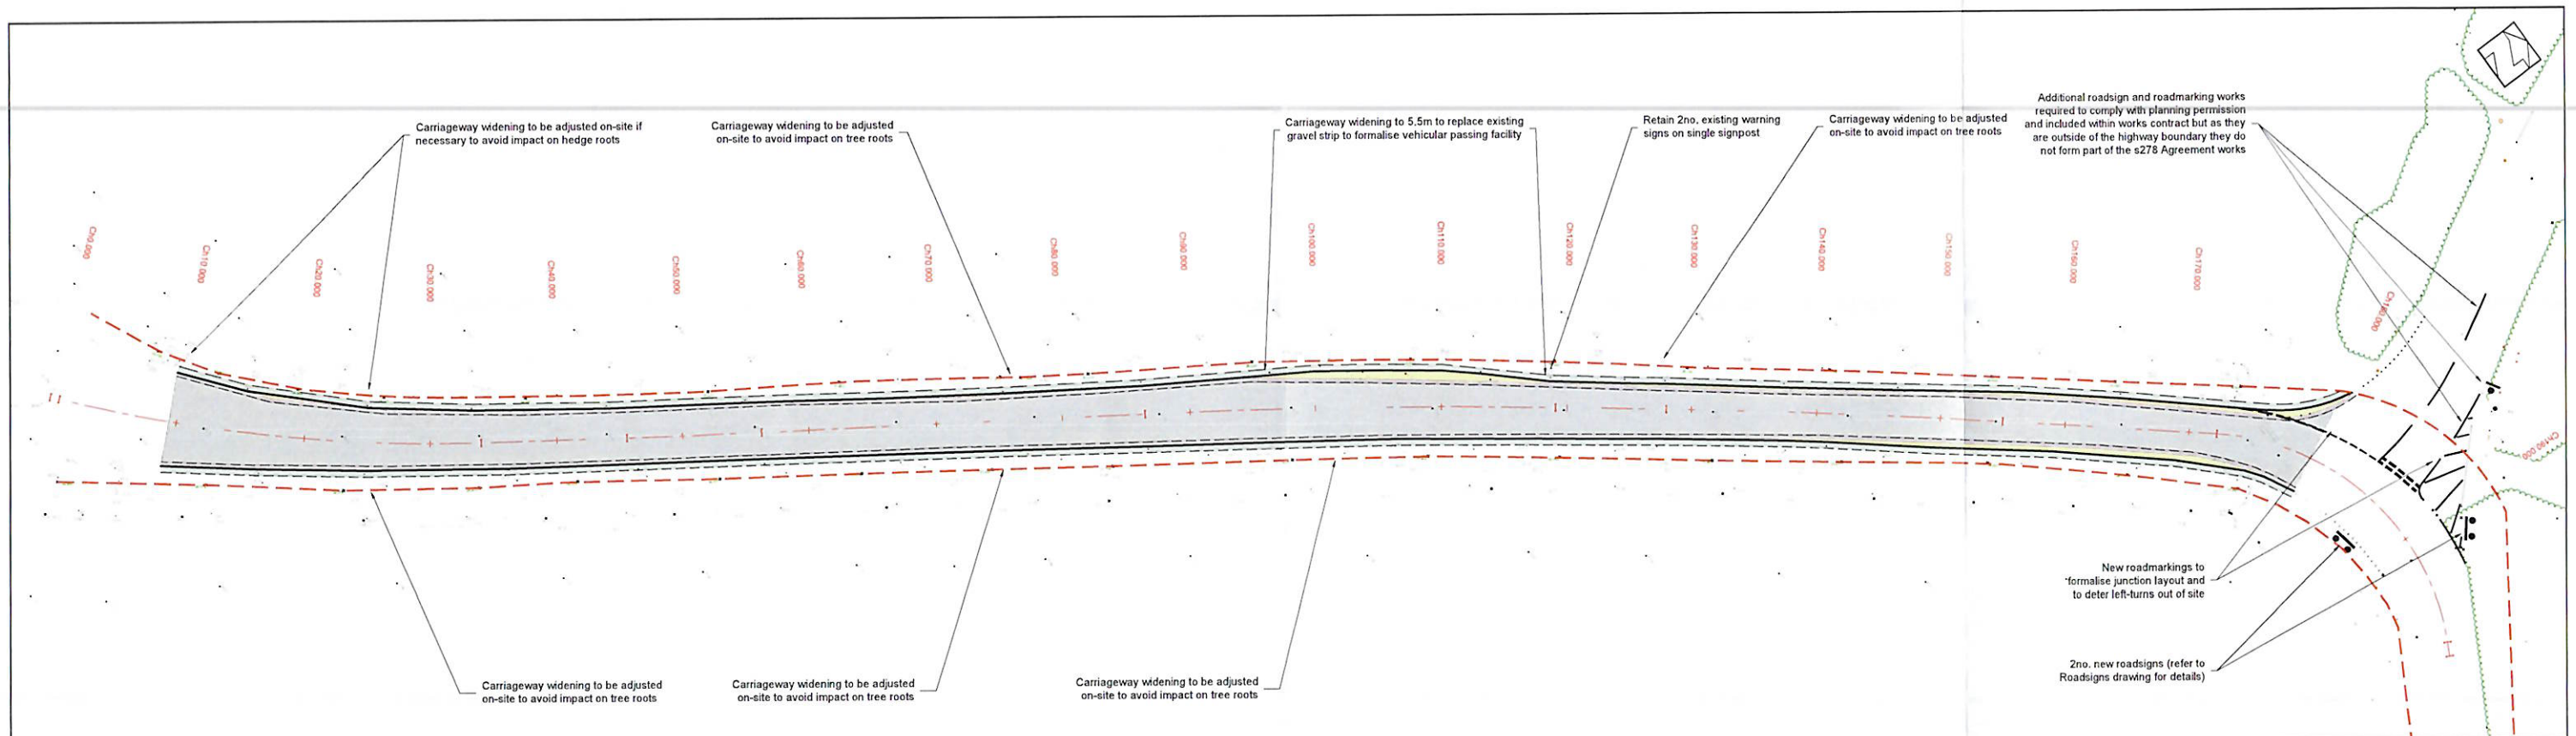 Carriageway widening to be adjusted on-site if
necessary to avoid impact on hedge roots
Carriageway widening to be adjusted
on-site to avoid impact on tree roots
Carriageway widening to 5.5m to replace existing
gravel strip to formalise vehicular passing facility
Retain 2no. existing warning
signs on single signpost
Carriageway widening to be adjusted
on-site to avoid impact on tree roots
Additional roadsign and roadmarking works
required to comply with planning permission
and included within works contract but as they
are outside of the highway boundary they do
not form part of the s278 Agreement works
N
Ch0.000
Ch10.000
Ch20.000
Ch30.000
Ch40.000
Ch50.000
Ch60.000
Ch70.000
Ch80.000
Ch90.000
Ch100.000
Ch110.000
Ch120.000
Ch130.000
Ch140.000
Ch150.000
Ch160.000
Ch170.000
Ch180.000
Ch190.000
New roadmarkings to
formalise junction layout and
to deter left-turns out of site
2no. new roadsigns (refer to
Roadsigns drawing for details)
Carriageway widening to be adjusted
on-site to avoid impact on tree roots
Carriageway widening to be adjusted
on-site to avoid impact on tree roots
Carriageway widening to be adjusted
on-site to avoid impact on tree roots